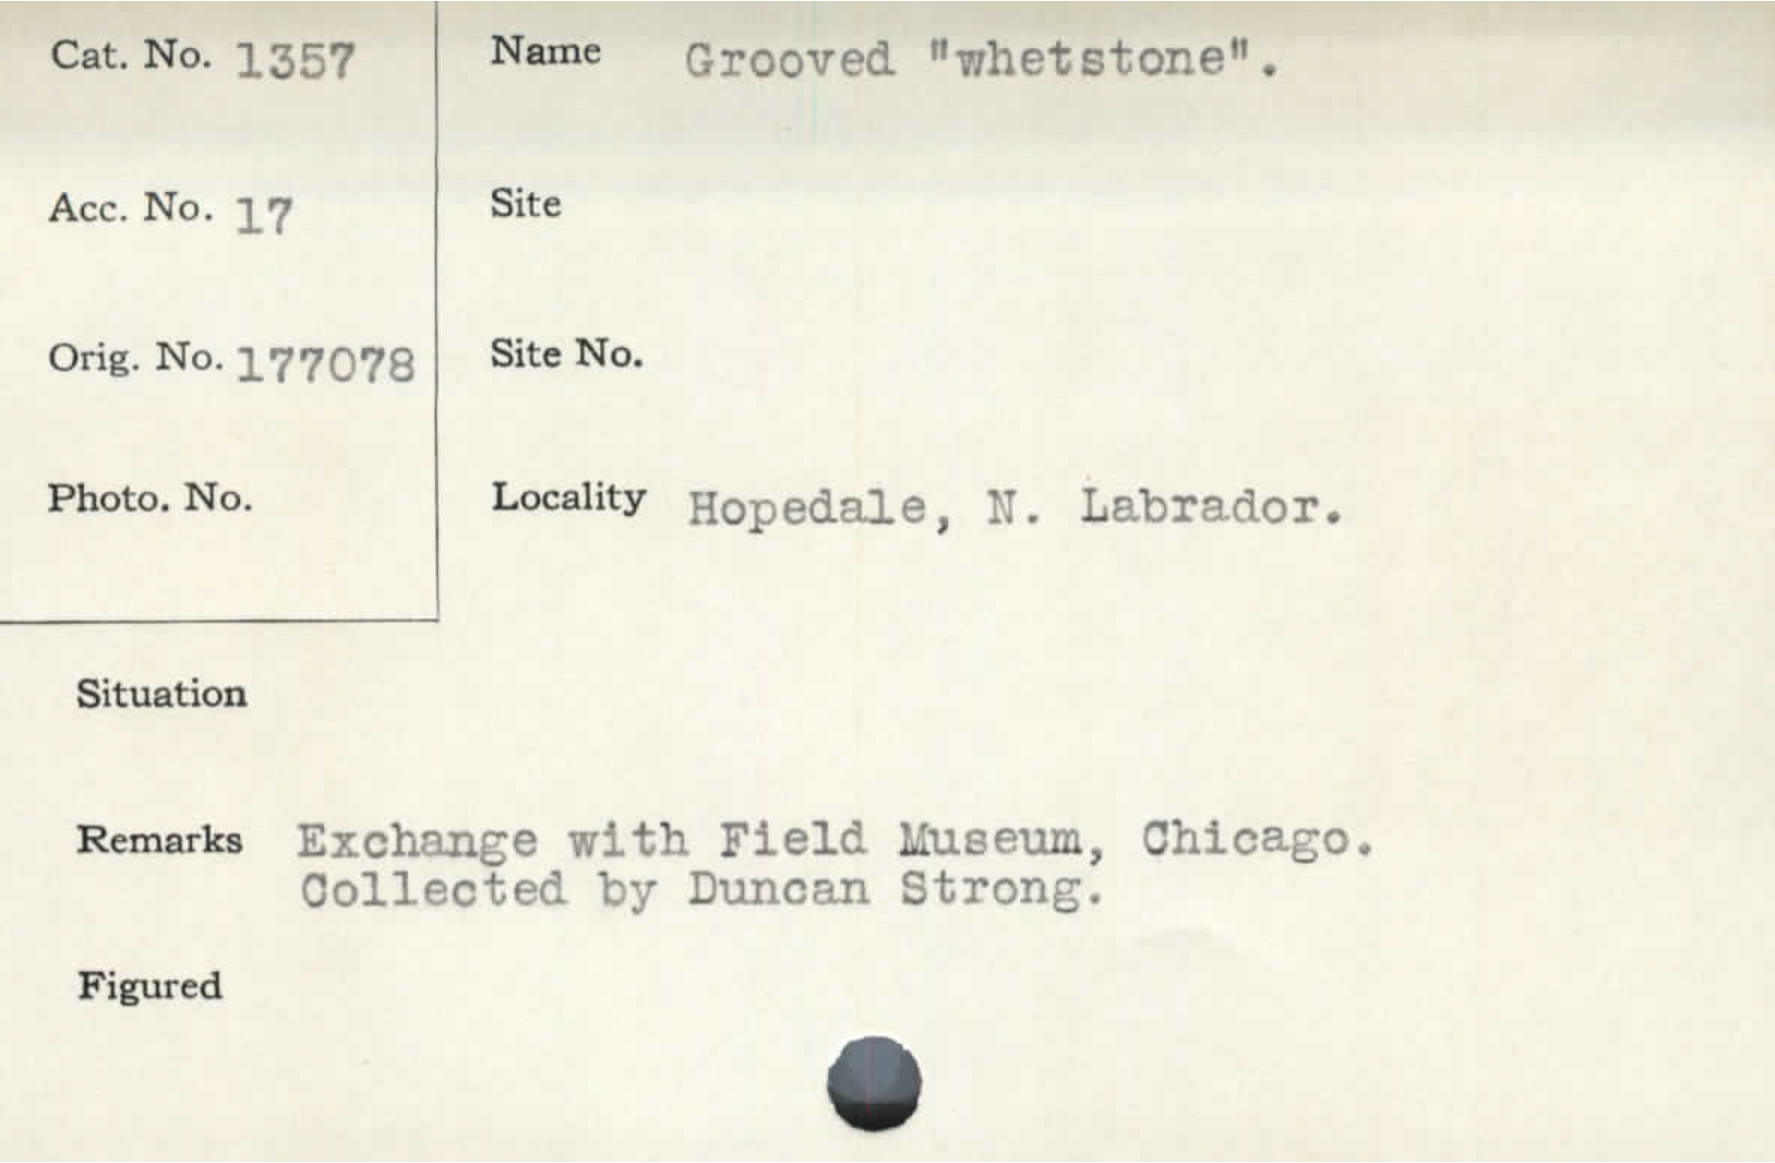 Cat. No. 1357
Name Grooved "whetstone".
Acc. No. 17
Site
Orig. No. 177078
Site No.
Photo. No.
Locality Hopedale, N. Labrador.
Situation
Remarks Exchange with Field Museum, Chicago.
Collected by Duncan Strong.
Figured